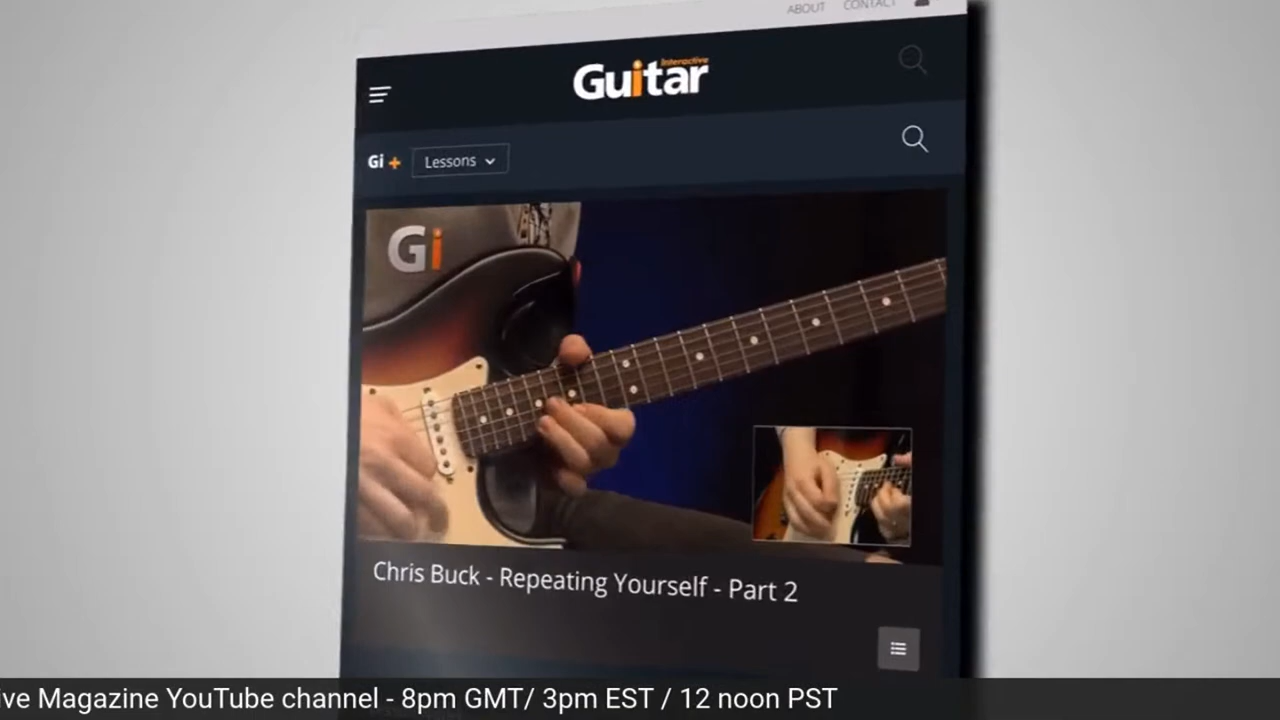 ABOUT CONTACT
Guitar Interactive
Gi + Lessons
Gi
Chris Buck - Repeating Yourself - Part 2
ive Magazine YouTube channel - 8pm GMT/ 3pm EST / 12 noon PST